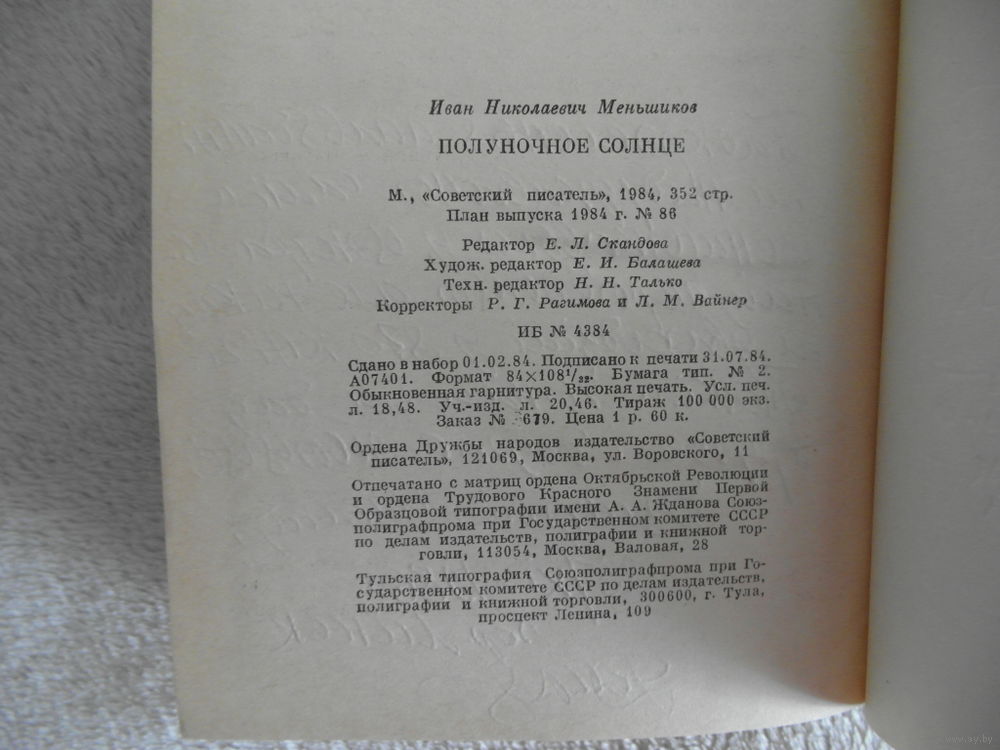 Иван Николаевич Меньшиков
ПОЛУНОЧНОЕ СОЛНЦЕ
М., «Советский писатель», 1984, 352 стр.
План выпуска 1984 г. № 86
Редактор Е. Л. Скандова
Худож. редактор Е. И. Балашева
Техн. редактор Н. Н. Талько
Корректоры Р. Г. Рагимова и Л. М. Вайнер
ИБ № 4384
Сдано в набор 01.02.84. Подписано к печати 31.07.84.
А07401. Формат 84×108¹/₃₂. Бумага тип. № 2.
Обыкновенная гарнитура. Высокая печать. Усл. печ.
л. 18,48. Уч.-изд. л. 20,46. Тираж 100 000 экз.
Заказ № 679. Цена 1 р. 60 к.
Ордена Дружбы народов издательство «Советский
писатель», 121069, Москва, ул. Воровского, 11
Отпечатано с матриц ордена Октябрьской Революции
и ордена Трудового Красного Знамени Первой
Образцовой типографии имени А. А. Жданова Союз-
полиграфпрома при Государственном комитете СССР
по делам издательств, полиграфии и книжной тор-
говли, 113054, Москва, Валовая, 28
Тульская типография Союзполиграфпрома при Го-
сударственном комитете СССР по делам издательств,
полиграфии и книжной торговли, 300600, г. Тула,
проспект Ленина, 109
www.ay.by